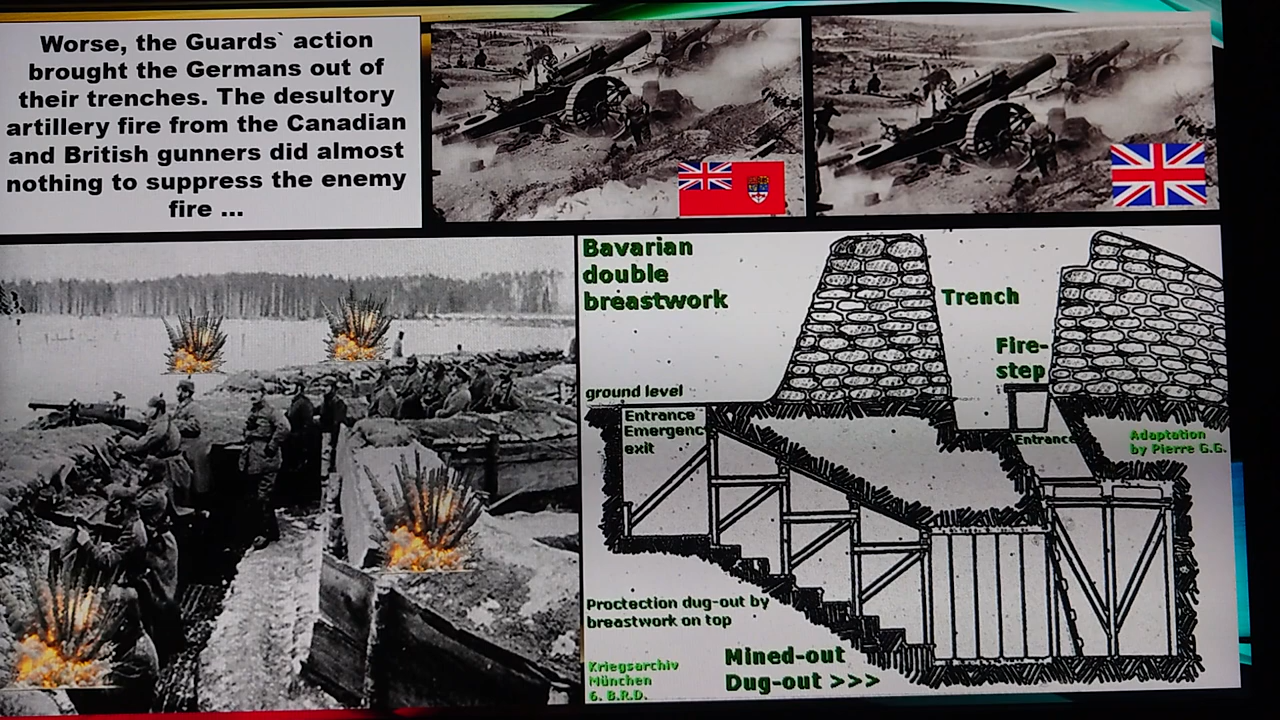 Worse, the Guards` action
brought the Germans out of
their trenches. The desultory
artillery fire from the Canadian
and British gunners did almost
nothing to suppress the enemy
fire ...
Bavarian
double
breastwork
Trench
Fire-
step
ground level
Entrance
Emergency
exit
Entrance
Adaptation
by Pierre G.G.
Proctection dug-out by
breastwork on top
Kriegsarchiv
München
6. B.R.D.
Mined-out
Dug-out >>>